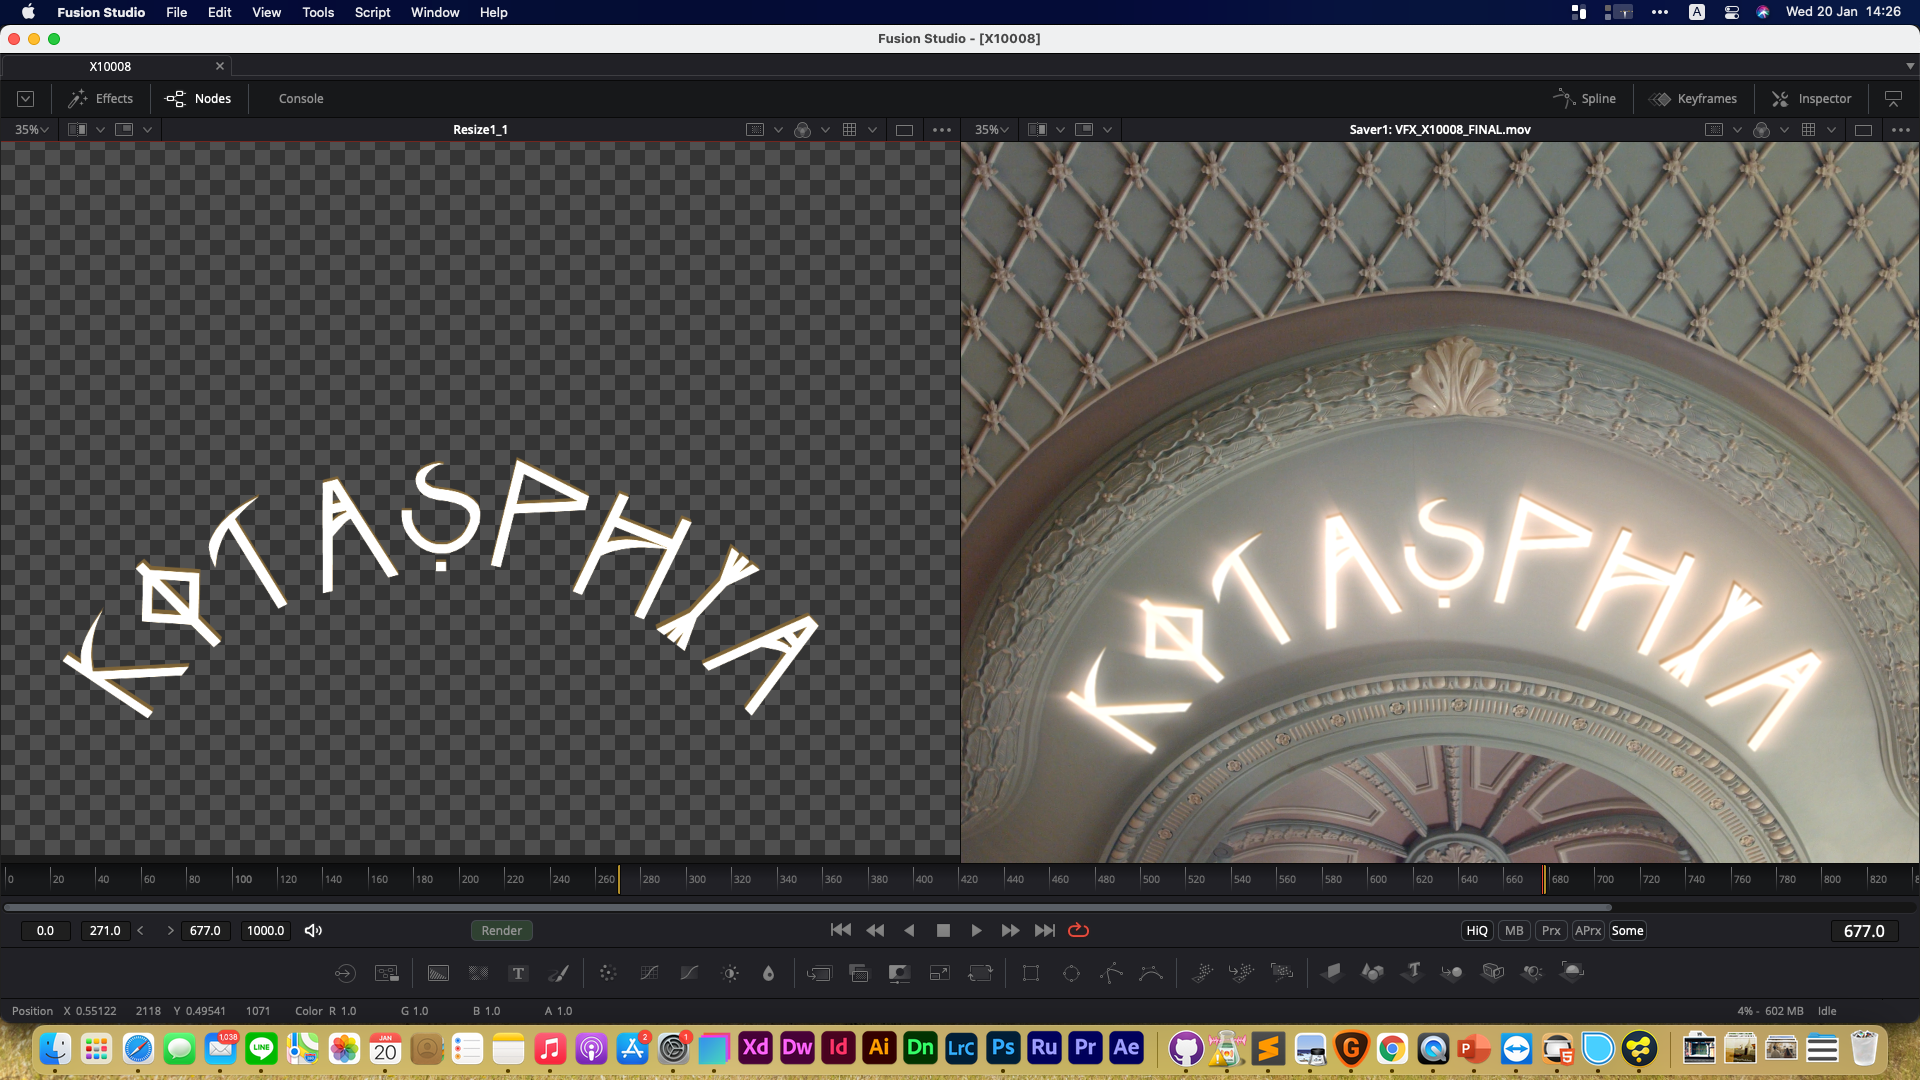 Fusion Studio File Edit View Tools Script Window Help A Wed 20 Jan 14:26
Fusion Studio - [X10008]
X10008
Effects Nodes Console Spline Keyframes Inspector
35% Resize1_1 35% Saver1: VFX_X10008_FINAL.mov
0 20 40 60 80 100 120 140 160 180 200 220 240 260 280 300 320 340 360 380 400 420 440 460 480 500 520 540 560 580 600 620 640 660 680 700 720 740 760 780 800 820
0.0 271.0 < > 677.0 1000.0 Render HiQ MB Prx APrx Some 677.0
T T
Position X 0.55122 2118 Y 0.49541 1071 Color R 1.0 G 1.0 B 1.0 A 1.0 4% - 602 MB Idle
1,038 LINE JAN 20 2 1 Xd Dw Id Ai Dn LrC Ps Ru Pr Ae G P 5